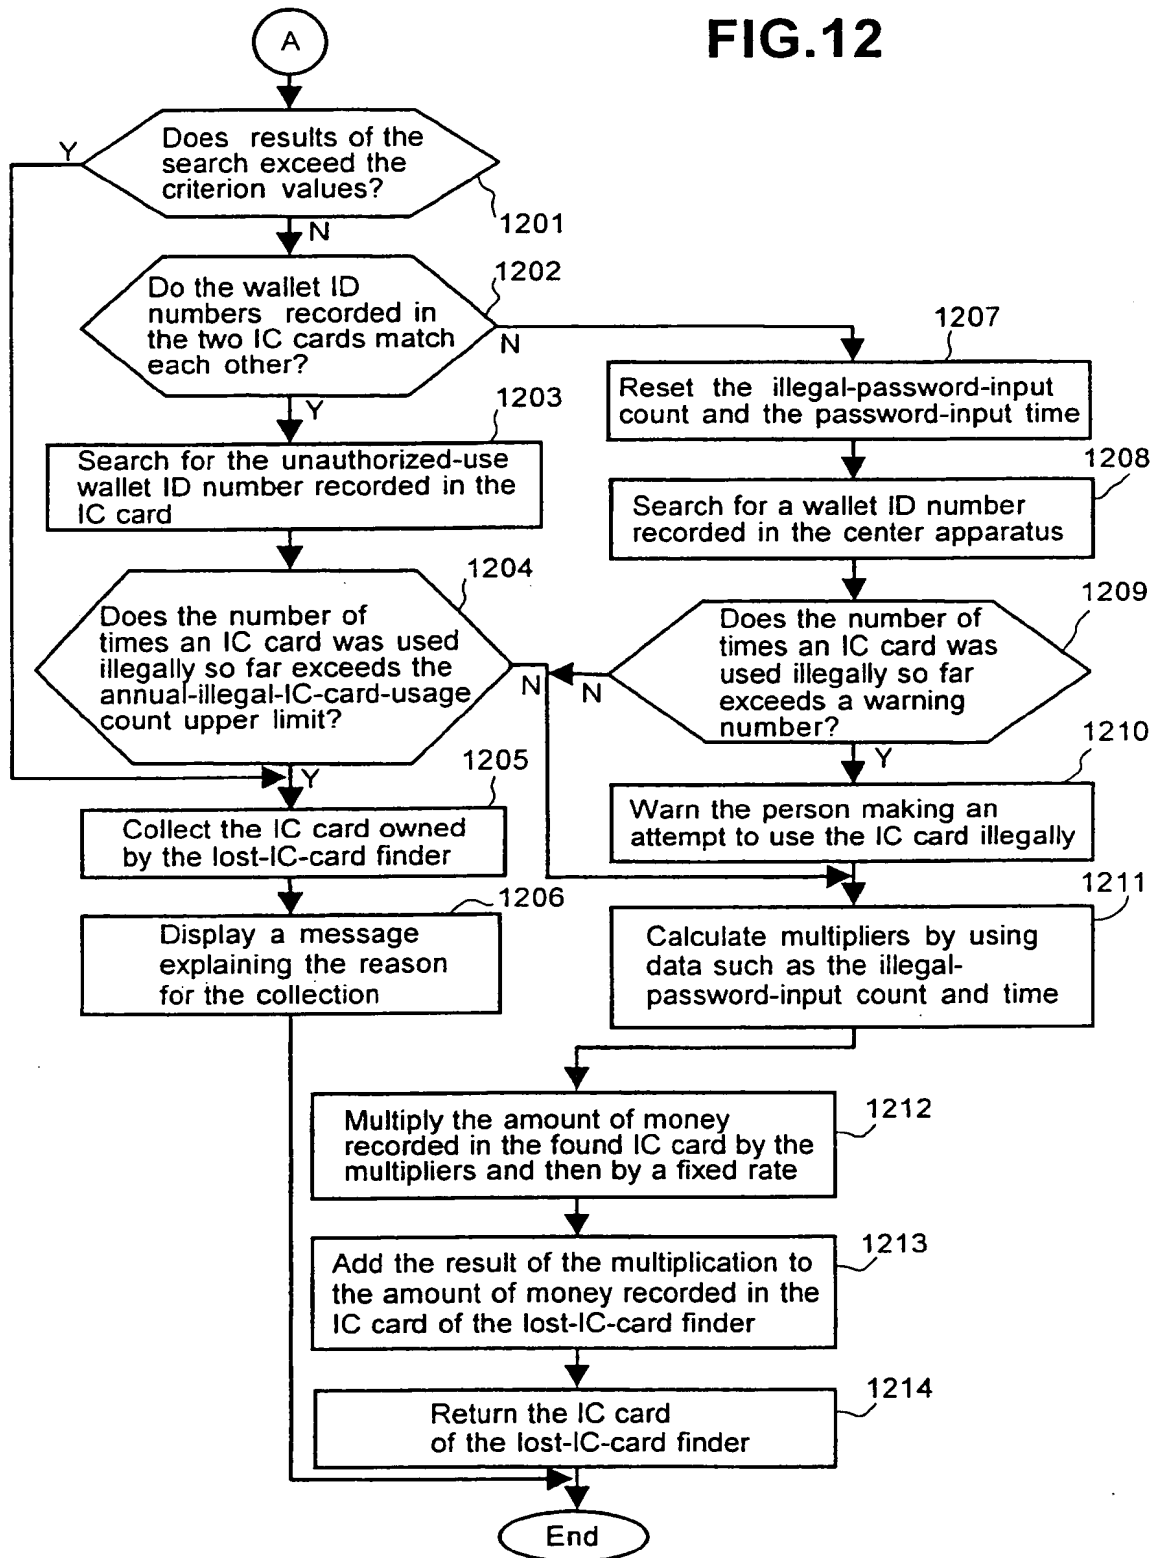 FIG.12
A
Does results of the
search exceed the
criterion values?
Y
1201
N
Do the wallet ID
numbers recorded in
the two IC cards match
each other?
1202
N
Y
1203
Search for the unauthorized-use
wallet ID number recorded in the
IC card
1204
Does the number of
times an IC card was used
illegally so far exceeds the
annual-illegal-IC-card-usage
count upper limit?
N
Y
1205
Collect the IC card owned
by the lost-IC-card finder
1206
Display a message
explaining the reason
for the collection
1207
Reset the illegal-password-input
count and the password-input time
1208
Search for a wallet ID number
recorded in the center apparatus
1209
Does the number of
times an IC card was
used illegally so far
exceeds a warning
number?
N
Y
1210
Warn the person making an
attempt to use the IC card illegally
1211
Calculate multipliers by using
data such as the illegal-
password-input count and time
1212
Multiply the amount of money
recorded in the found IC card by the
multipliers and then by a fixed rate
1213
Add the result of the multiplication to
the amount of money recorded in the
IC card of the lost-IC-card finder
1214
Return the IC card
of the lost-IC-card finder
End